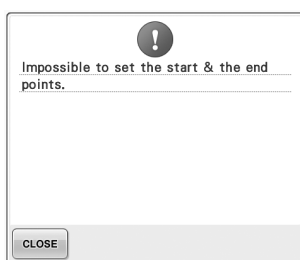 Impossible to set the start & the end
points.
CLOSE